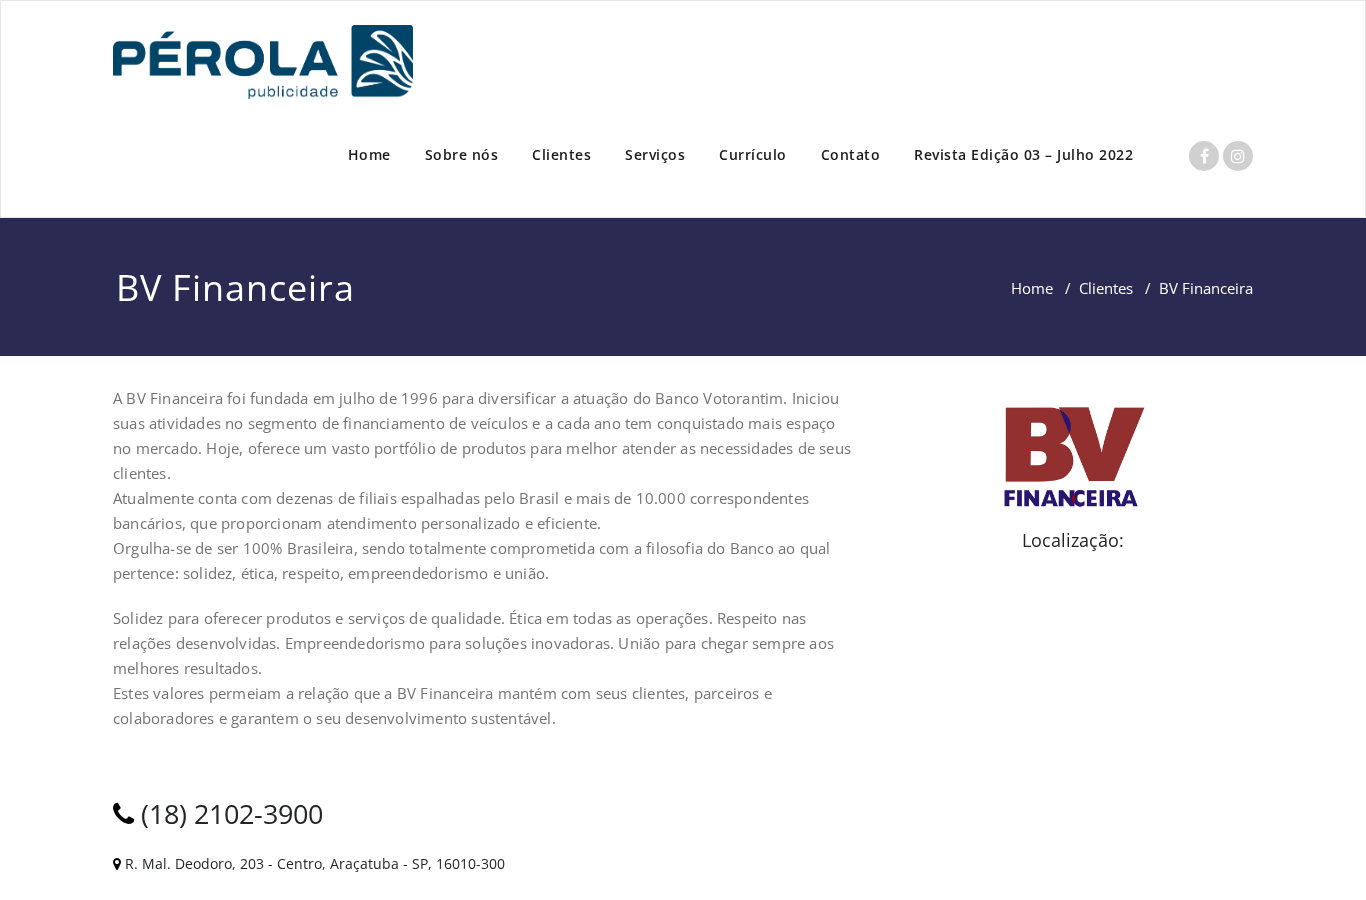 PÉROLA
publicidade
Home Sobre nós Clientes Serviços Currículo Contato Revista Edição 03 – Julho 2022
BV Financeira
Home / Clientes / BV Financeira
A BV Financeira foi fundada em julho de 1996 para diversificar a atuação do Banco Votorantim. Iniciou
suas atividades no segmento de financiamento de veículos e a cada ano tem conquistado mais espaço
no mercado. Hoje, oferece um vasto portfólio de produtos para melhor atender as necessidades de seus
clientes.
Atualmente conta com dezenas de filiais espalhadas pelo Brasil e mais de 10.000 correspondentes
bancários, que proporcionam atendimento personalizado e eficiente.
Orgulha-se de ser 100% Brasileira, sendo totalmente comprometida com a filosofia do Banco ao qual
pertence: solidez, ética, respeito, empreendedorismo e união.
Solidez para oferecer produtos e serviços de qualidade. Ética em todas as operações. Respeito nas
relações desenvolvidas. Empreendedorismo para soluções inovadoras. União para chegar sempre aos
melhores resultados.
Estes valores permeiam a relação que a BV Financeira mantém com seus clientes, parceiros e
colaboradores e garantem o seu desenvolvimento sustentável.
(18) 2102-3900
R. Mal. Deodoro, 203 - Centro, Araçatuba - SP, 16010-300
BV
FINANCEIRA
Localização: